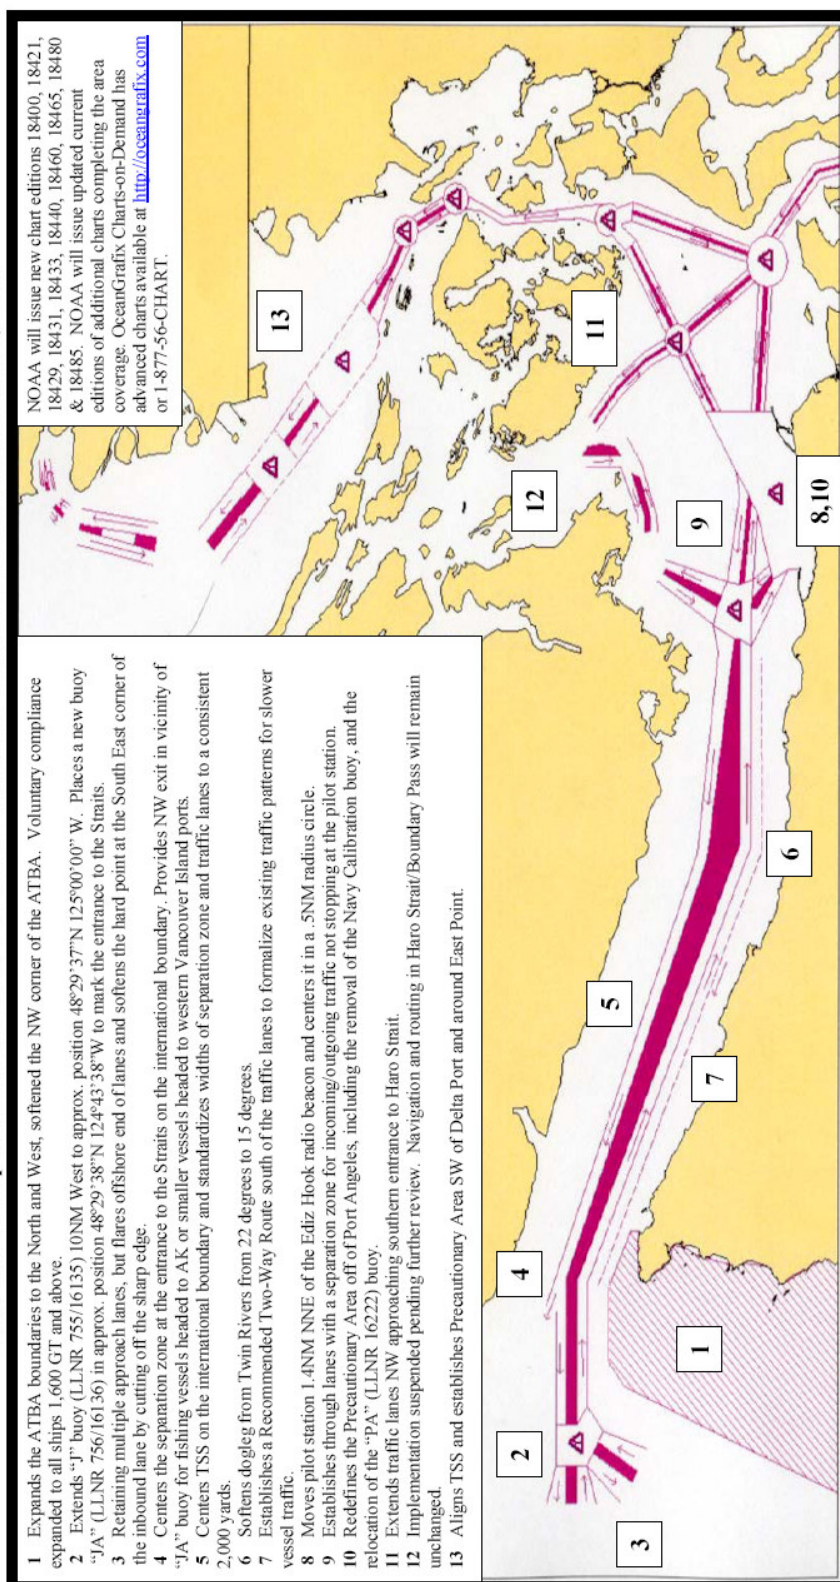 1 Expands the ATBA boundaries to the North and West, softened the NW corner of the ATBA. Voluntary compliance
expanded to all ships 1,600 GT and above.
2 Extends “J” buoy (LLNR 755/16135) 10NM West to approx. position 48°29’37”N 125°00’00” W. Places a new buoy
“JA” (LLNR 756/16136) in approx. position 48°29’38”N 124°43’38”W to mark the entrance to the Straits.
3 Retaining multiple approach lanes, but flares offshore end of lanes and softens the hard point at the South East corner of
the inbound lane by cutting off the sharp edge.
4 Centers the separation zone at the entrance to the Straits on the international boundary. Provides NW exit in vicinity of
“JA” buoy for fishing vessels headed to AK or smaller vessels headed to western Vancouver Island ports.
5 Centers TSS on the international boundary and standardizes widths of separation zone and traffic lanes to a consistent
2,000 yards.
6 Softens dogleg from Twin Rivers from 22 degrees to 15 degrees.
7 Establishes a Recommended Two-Way Route south of the traffic lanes to formalize existing traffic patterns for slower
vessel traffic.
8 Moves pilot station 1.4NM NNE of the Ediz Hook radio beacon and centers it in a .5NM radius circle.
9 Establishes through lanes with a separation zone for incoming/outgoing traffic not stopping at the pilot station.
10 Redefines the Precautionary Area off of Port Angeles, including the removal of the Navy Calibration buoy, and the
relocation of the “PA” (LLNR 16222) buoy.
11 Extends traffic lanes NW approaching southern entrance to Haro Strait.
12 Implementation suspended pending further review. Navigation and routing in Haro Strait/Boundary Pass will remain
unchanged.
13 Aligns TSS and establishes Precautionary Area SW of Delta Port and around East Point.
NOAA will issue new chart editions 18400, 18421,
18429, 18431, 18433, 18440, 18460, 18465, 18480
& 18485. NOAA will issue updated current
editions of additional charts completing the area
coverage. OceanGrafix Charts-on-Demand has
advanced charts available at http://oceangrafix.com
or 1-877-56-CHART.
13
12
11
4
5
9
2
3
1
7
6
8,10